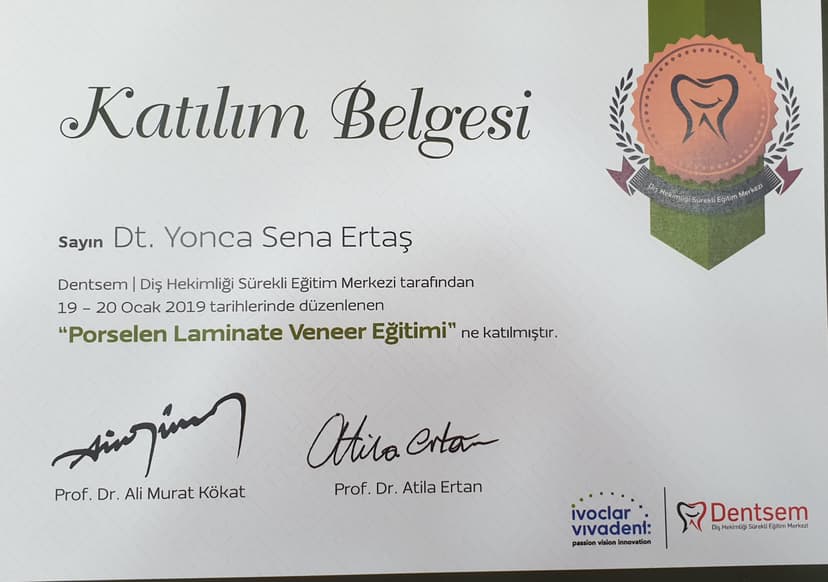 Katılım Belgesi
Diş Hekimliği Sürekli Eğitim Merkezi
Sayın Dt. Yonca Sena Ertaş
Dentsem | Diş Hekimliği Sürekli Eğitim Merkezi tarafından
19 – 20 Ocak 2019 tarihlerinde düzenlenen
“Porselen Laminate Veneer Eğitimi” ne katılmıştır.
Attila Ertan
Prof. Dr. Ali Murat Kökat
Prof. Dr. Atila Ertan
ivoclar
vivadent:
passion vision innovation
Dentsem
Diş Hekimliği Sürekli Eğitim Merkezi